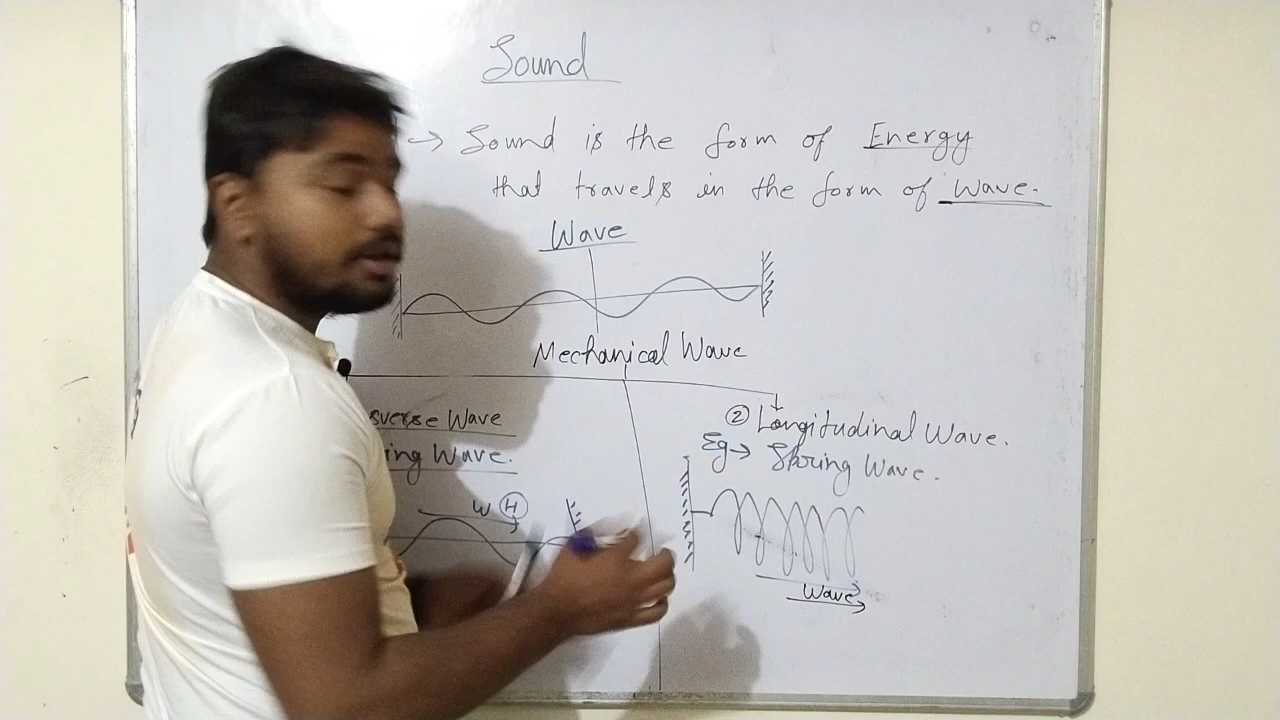 Sound
→ Sound is the form of Energy
that travels in the form of Wave.
Wave
Mechanical Wave
sverse Wave
ing Wave.
W H
② Longitudinal Wave.
Eg→ Spring Wave.
Wave